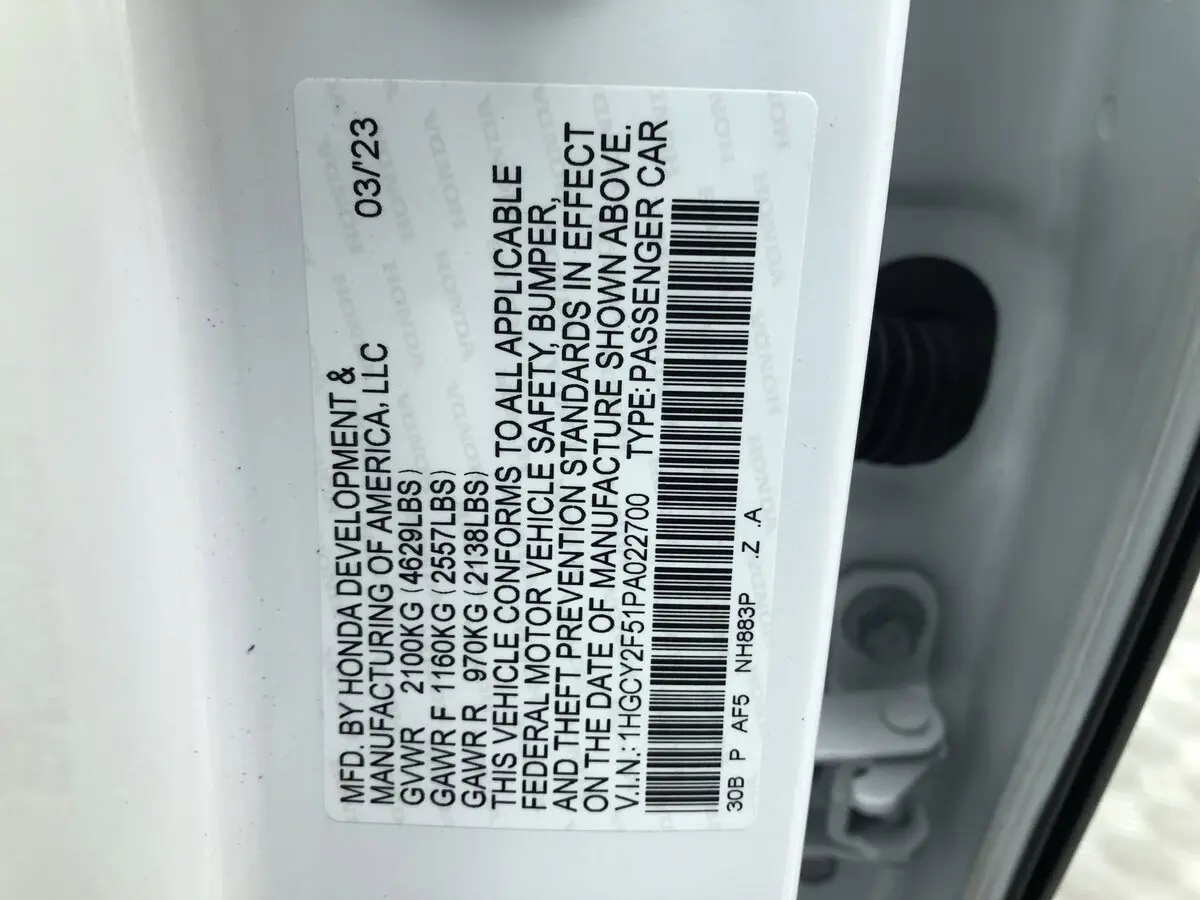 03/'23
MFD. BY HONDA DEVELOPMENT &
MANUFACTURING OF AMERICA, LLC
GVWR 2100KG (4629LBS)
GAWR F 1160KG (2557LBS)
GAWR R 970KG (2138LBS)
THIS VEHICLE CONFORMS TO ALL APPLICABLE
FEDERAL MOTOR VEHICLE SAFETY, BUMPER,
AND THEFT PREVENTION STANDARDS IN EFFECT
ON THE DATE OF MANUFACTURE SHOWN ABOVE.
V.I.N.: 1HGCY2F51PA022700 TYPE: PASSENGER CAR
30B P AF5 NH883P .Z .A